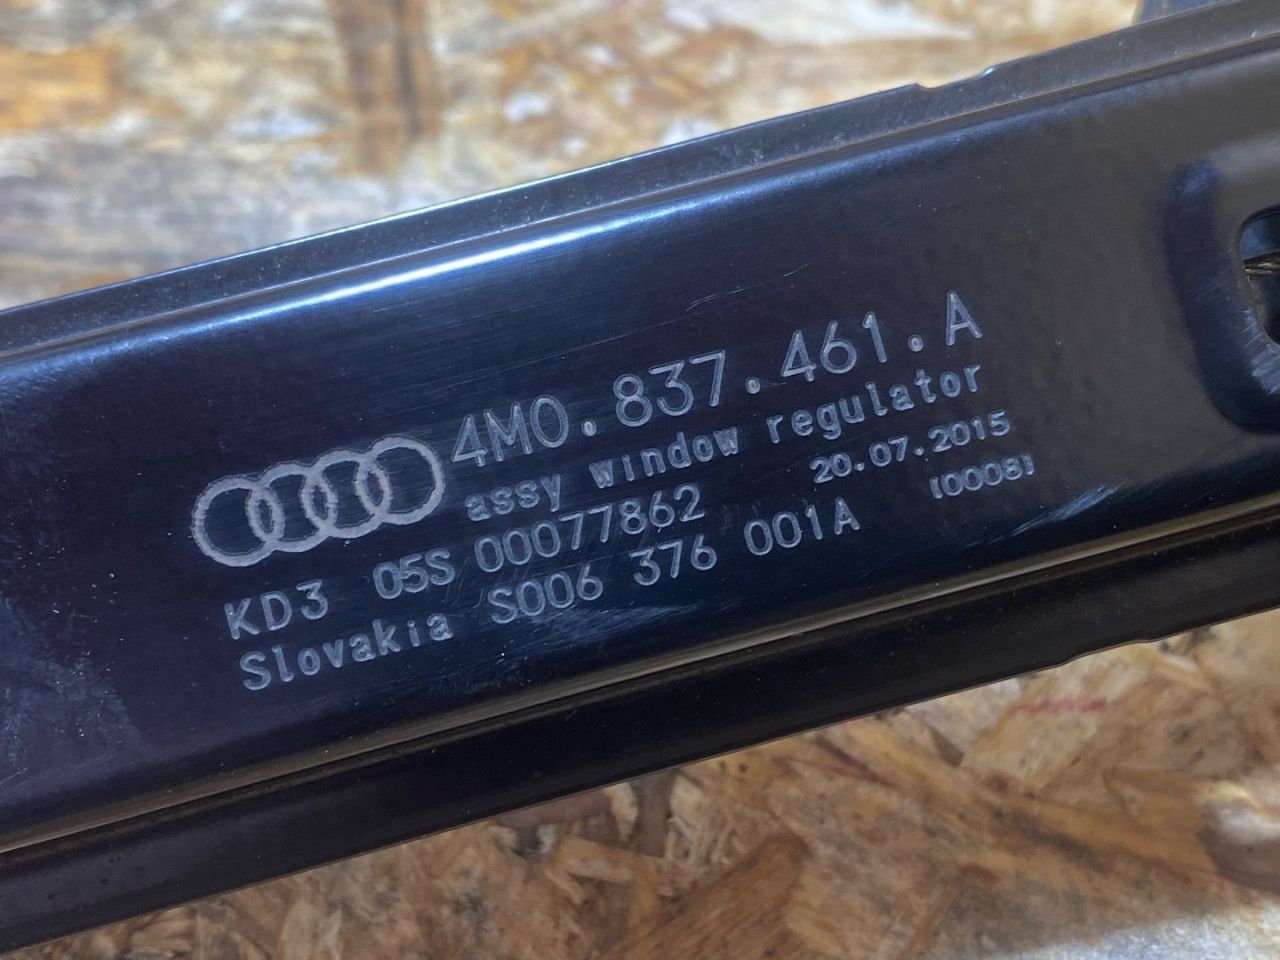 4M0.837.461.A
assy window regulator
KD3 05S 00077862 20.07.2015
Slovakia S006 376 001A (0008)